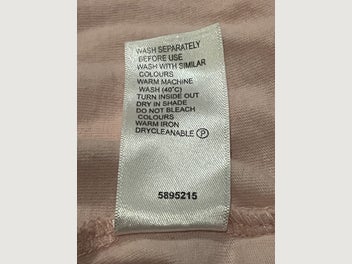 WASH SEPARATELY
BEFORE USE
WASH WITH SIMILAR
COLOURS
WARM MACHINE
WASH (40°C)
TURN INSIDE OUT
DRY IN SHADE
DO NOT BLEACH
COLOURS
WARM IRON
DRYCLEANABLE Ⓟ
5895215